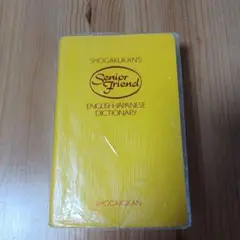 SHOGAKUKAN'S
Senior
Friend
ENGLISH-JAPANESE
DICTIONARY
SHOGAKUKAN